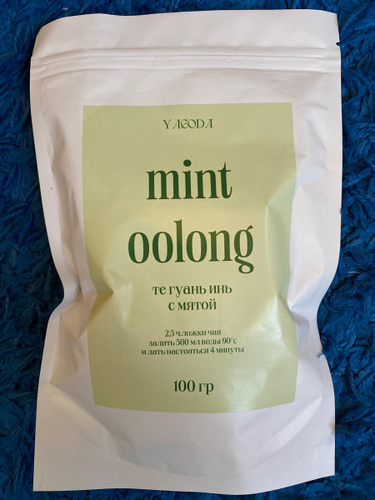 YAGODA
mint
oolong
те гуань инь
с мятой
2,5 ч.ложки чая
залить 500 мл воды 90°с
и дать настояться 4 минуты
100 гр